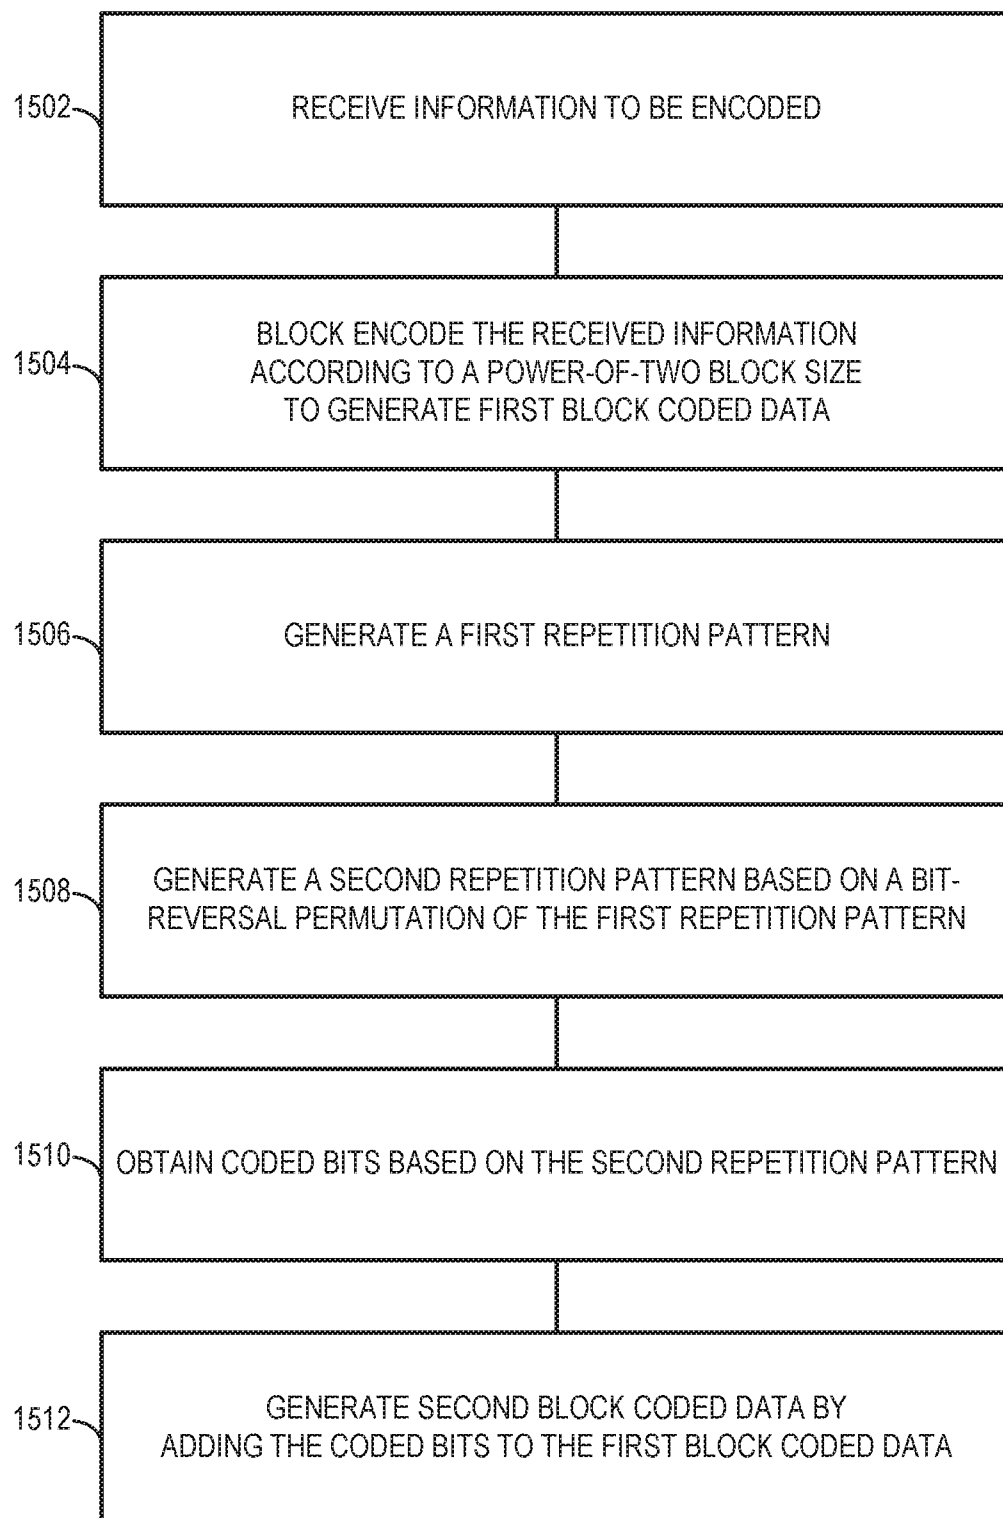 1502
RECEIVE INFORMATION TO BE ENCODED
1504
BLOCK ENCODE THE RECEIVED INFORMATION
ACCORDING TO A POWER-OF-TWO BLOCK SIZE
TO GENERATE FIRST BLOCK CODED DATA
1506
GENERATE A FIRST REPETITION PATTERN
1508
GENERATE A SECOND REPETITION PATTERN BASED ON A BIT-
REVERSAL PERMUTATION OF THE FIRST REPETITION PATTERN
1510
OBTAIN CODED BITS BASED ON THE SECOND REPETITION PATTERN
1512
GENERATE SECOND BLOCK CODED DATA BY
ADDING THE CODED BITS TO THE FIRST BLOCK CODED DATA